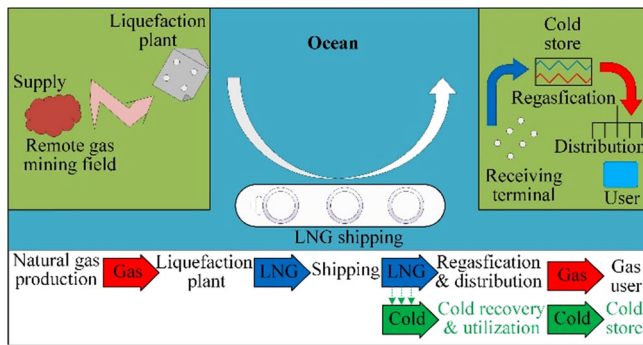 Liquefaction
plant
Supply
Remote gas
mining field
Ocean
LNG shipping
Cold
store
Regasfication
Distribution
Receiving
terminal
User
Natural gas
production
Gas
Liquefaction
plant
LNG
Shipping
LNG
Regasfication
& distribution
Gas
Gas
user
Cold
Cold recovery
& utilization
Cold
Cold
store